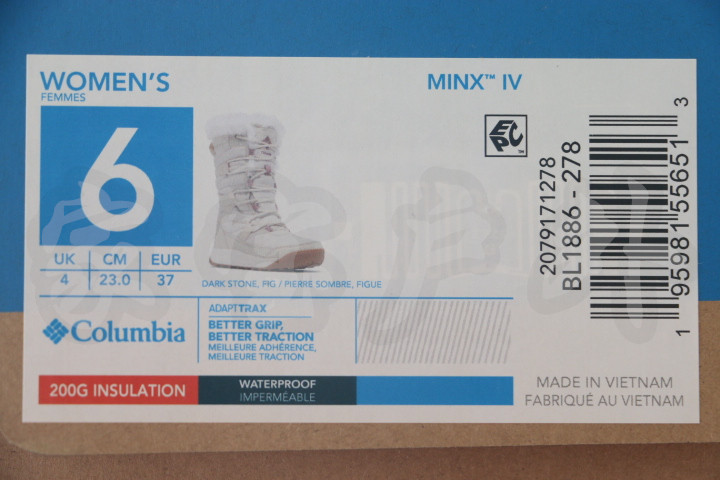 WOMEN'S
FEMMES
6
UK CM EUR
4 23.0 37
MINX™ IV
EPC™
DARK STONE, FIG / PIERRE SOMBRE, FIGUE
Columbia
ADAPTTRAX
BETTER GRIP,
BETTER TRACTION
MEILLEURE ADHÉRENCE,
MEILLEURE TRACTION
200G INSULATION
WATERPROOF
IMPERMÉABLE
2079171278
BL1886 - 278
1 95981 55651 3
MADE IN VIETNAM
FABRIQUÉ AU VIETNAM